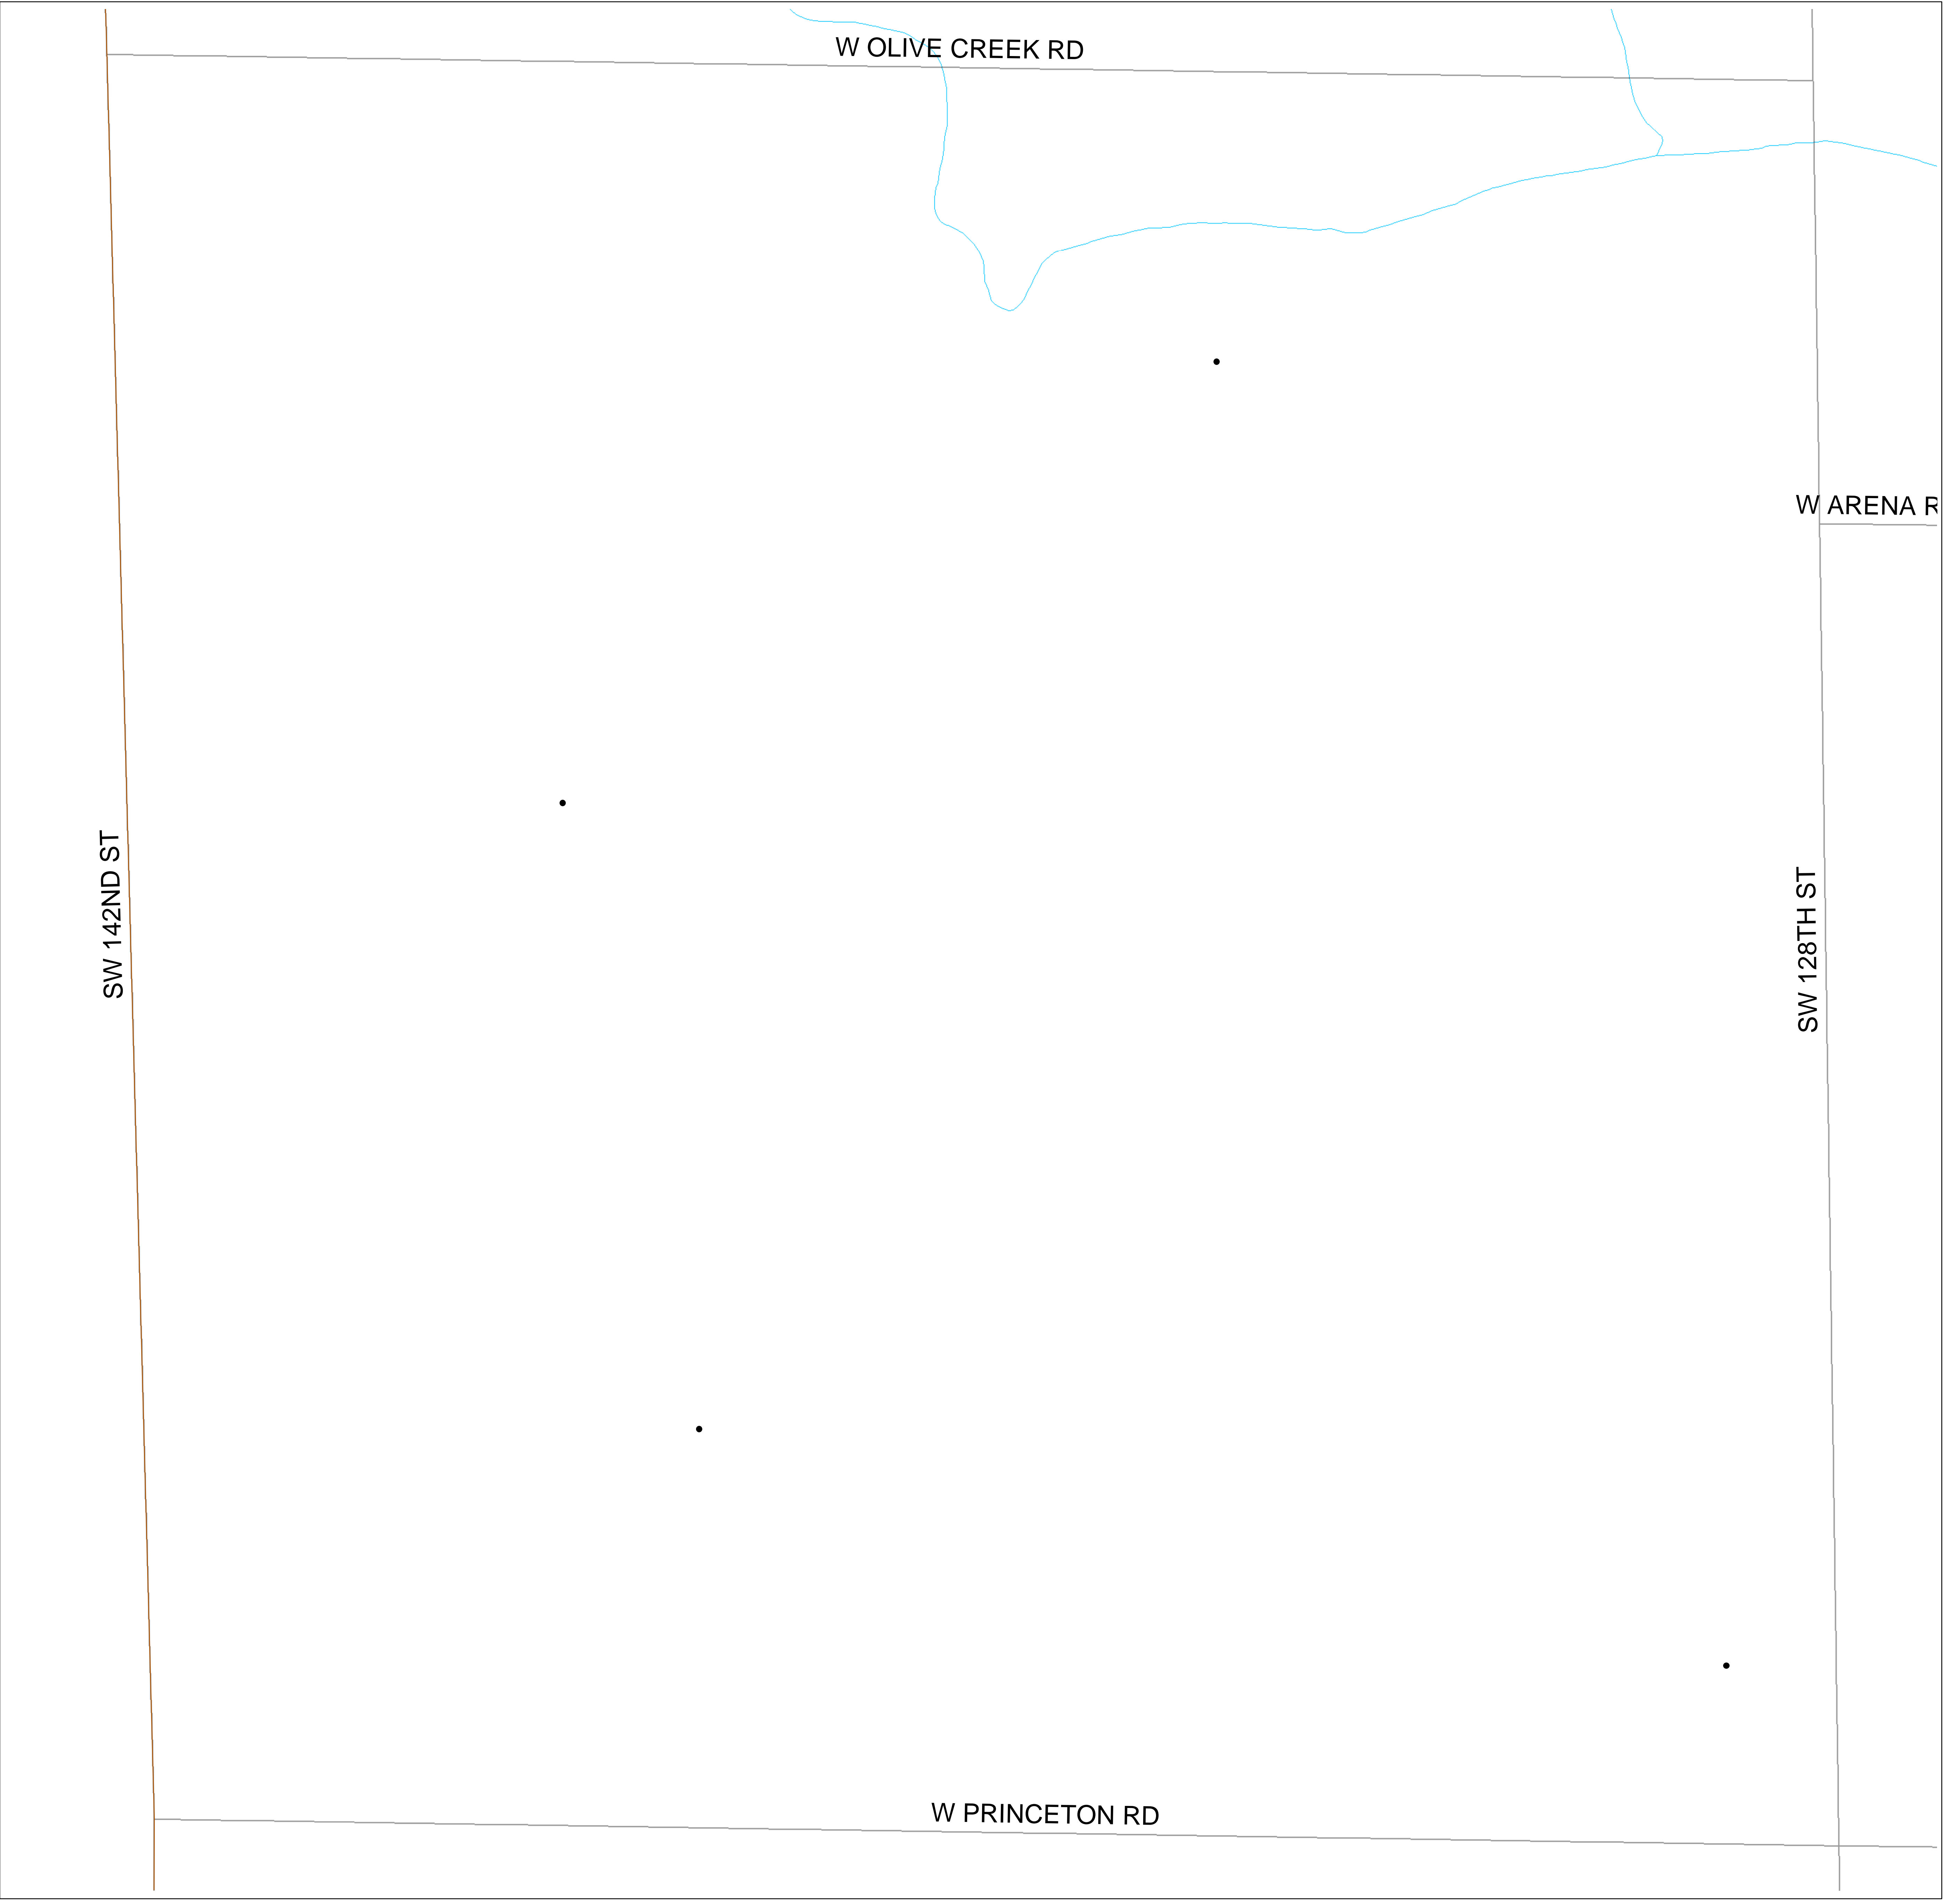 W OLIVE CREEK RD
W ARENA R
SW 142ND ST
SW 128TH ST
W PRINCETON RD